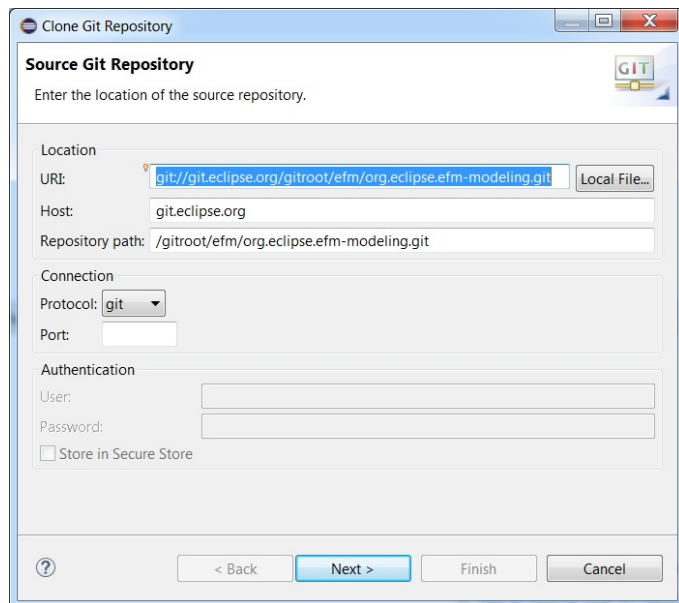 Clone Git Repository
Source Git Repository
GIT
Enter the location of the source repository.
Location
URI: git://git.eclipse.org/gitroot/efm/org.eclipse.efm-modeling.git Local File...
Host: git.eclipse.org
Repository path: /gitroot/efm/org.eclipse.efm-modeling.git
Connection
Protocol: git
Port:
Authentication
User:
Password:
Store in Secure Store
? < Back Next > Finish Cancel